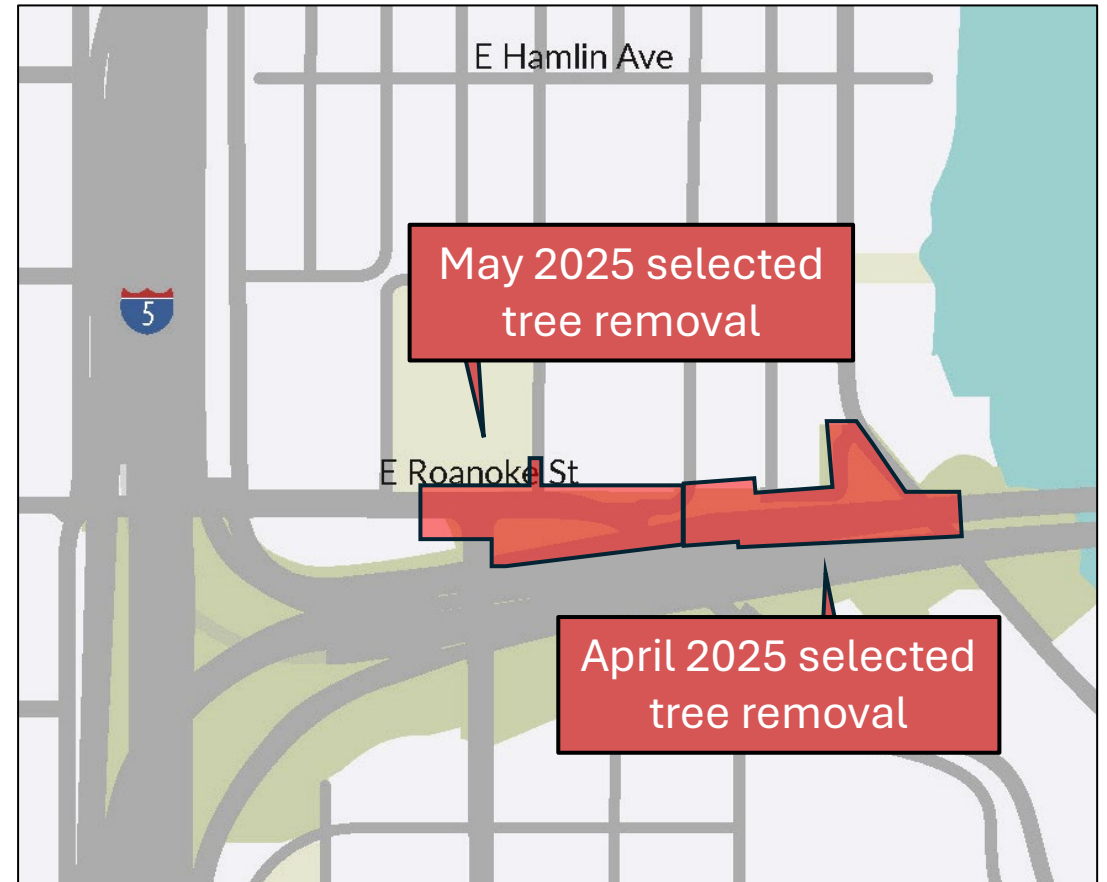 E Hamlin Ave
May 2025 selected
tree removal
5
E Roanoke St
April 2025 selected
tree removal